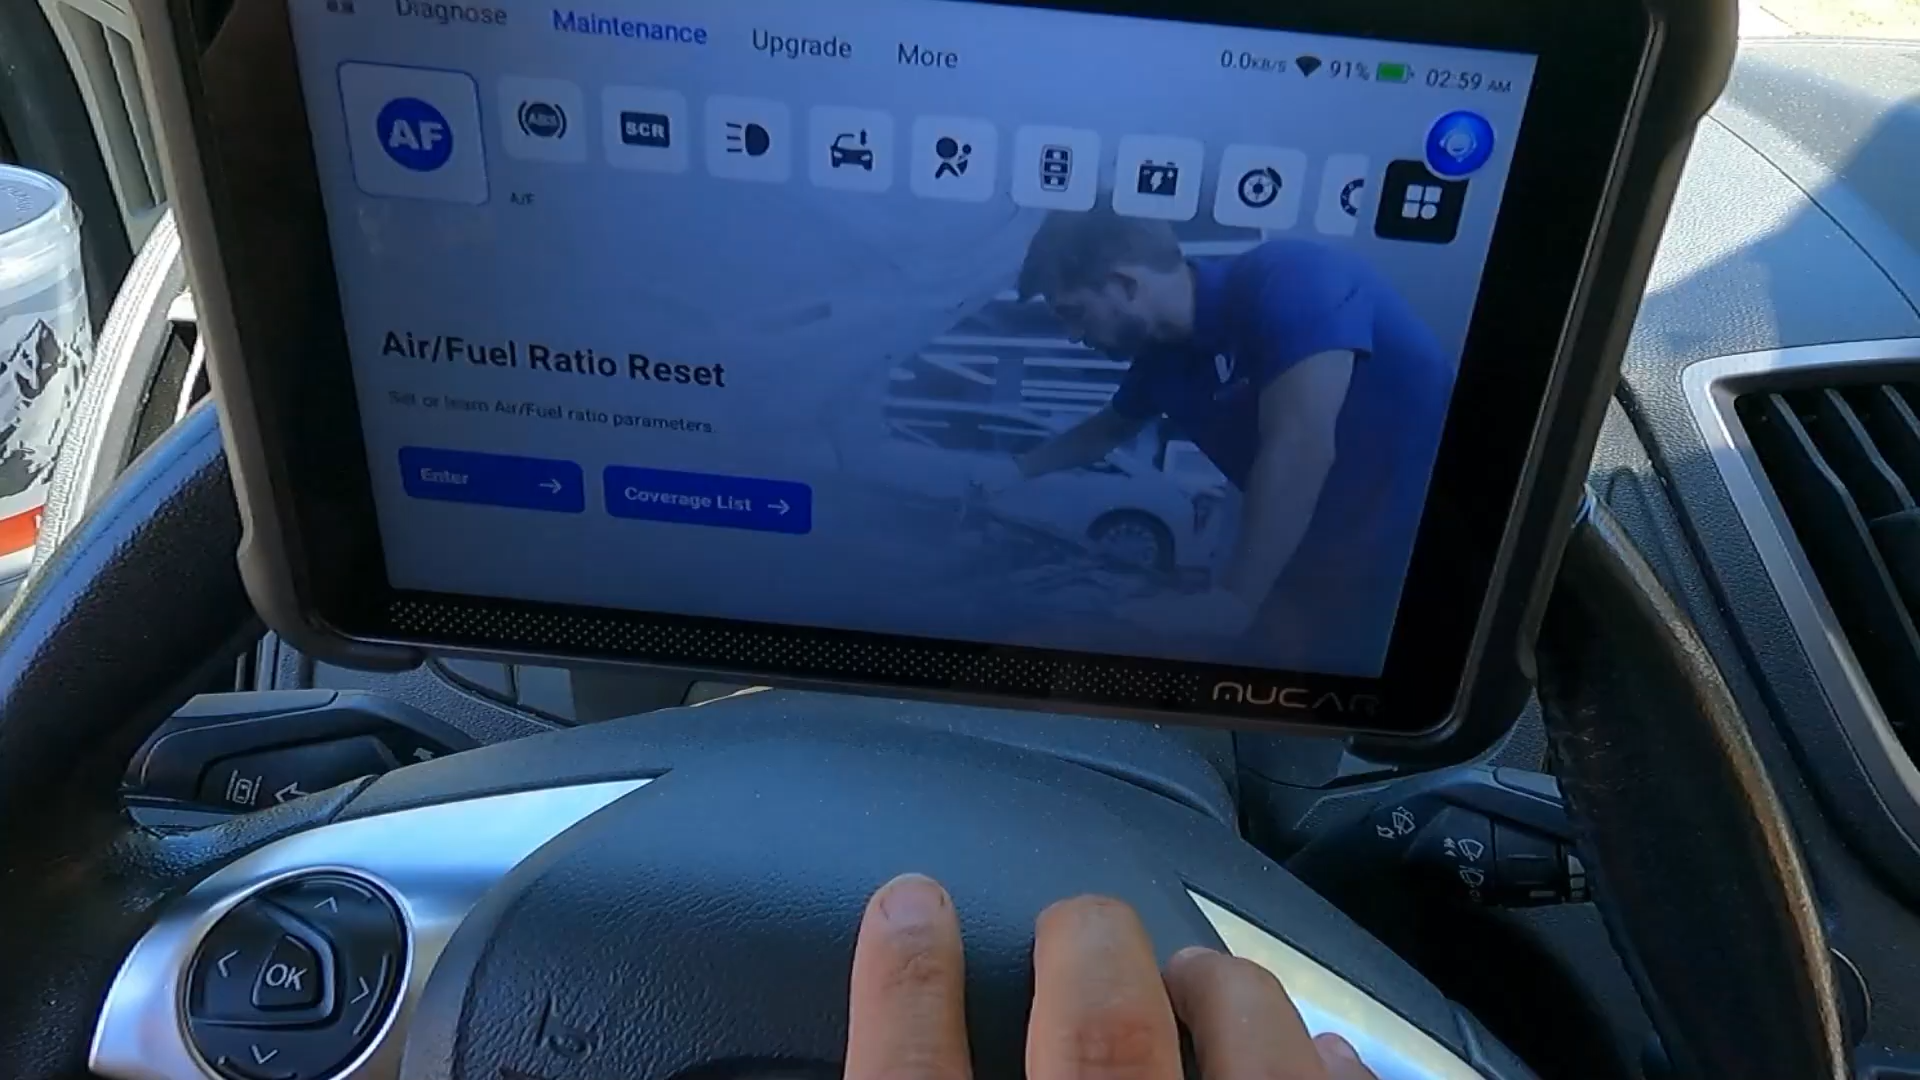 Diagnose Maintenance Upgrade More
0.0KB/S 91% 02:59 AM
AF ABS SCR
A/F
Air/Fuel Ratio Reset
Set or learn Air/Fuel ratio parameters.
Enter Coverage List
MUCAR
OK